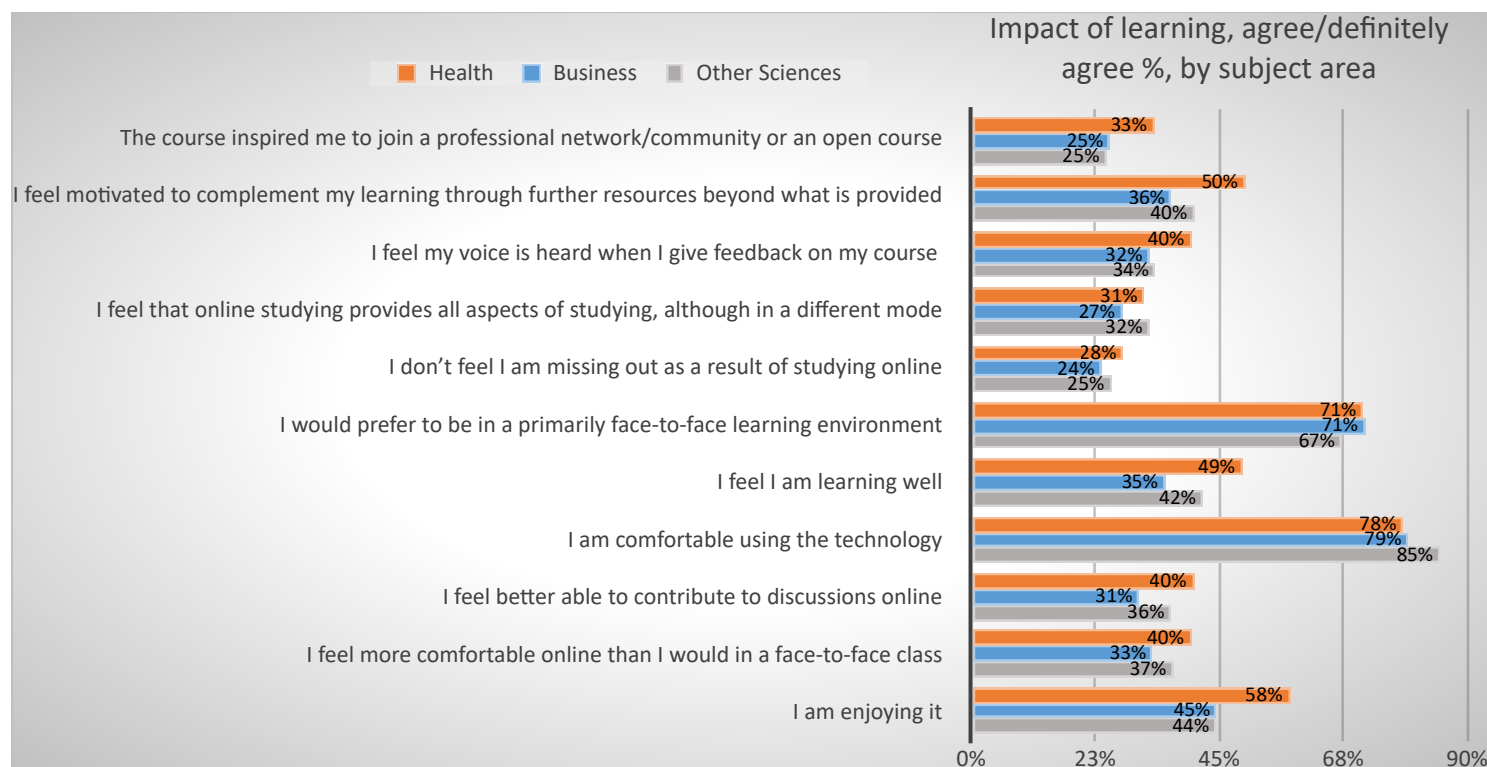 Impact of learning, agree/definitely
agree %, by subject area
Health Business Other Sciences
The course inspired me to join a professional network/community or an open course
33%
25%
25%
I feel motivated to complement my learning through further resources beyond what is provided
50%
36%
40%
I feel my voice is heard when I give feedback on my course
40%
32%
34%
I feel that online studying provides all aspects of studying, although in a different mode
31%
27%
32%
I don’t feel I am missing out as a result of studying online
28%
24%
25%
I would prefer to be in a primarily face-to-face learning environment
71%
71%
67%
I feel I am learning well
49%
35%
42%
I am comfortable using the technology
78%
79%
85%
I feel better able to contribute to discussions online
40%
31%
36%
I feel more comfortable online than I would in a face-to-face class
40%
33%
37%
I am enjoying it
58%
45%
44%
0% 23% 45% 68% 90%